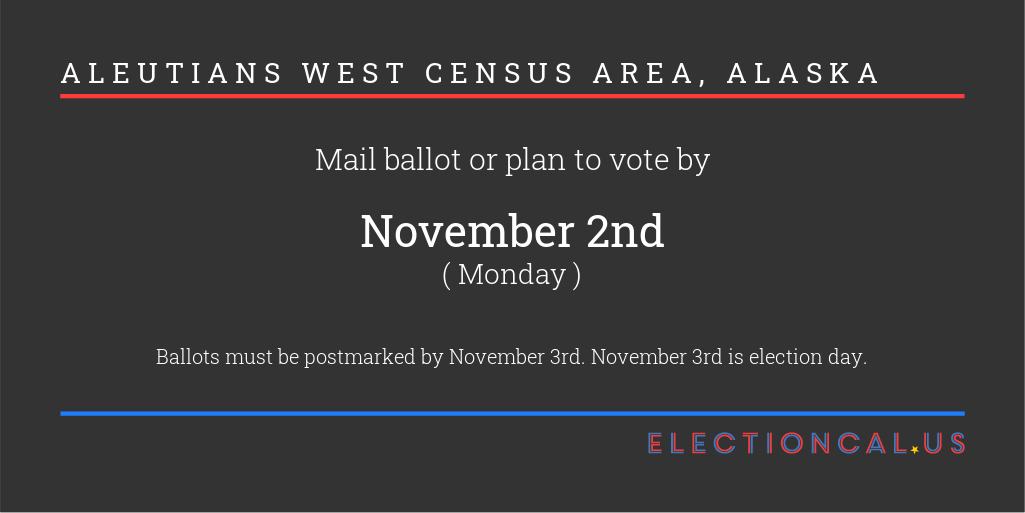 ALEUTIANS WEST CENSUS AREA, ALASKA
Mail ballot or plan to vote by
November 2nd
( Monday )
Ballots must be postmarked by November 3rd. November 3rd is election day.
ELECTIONCAL.US